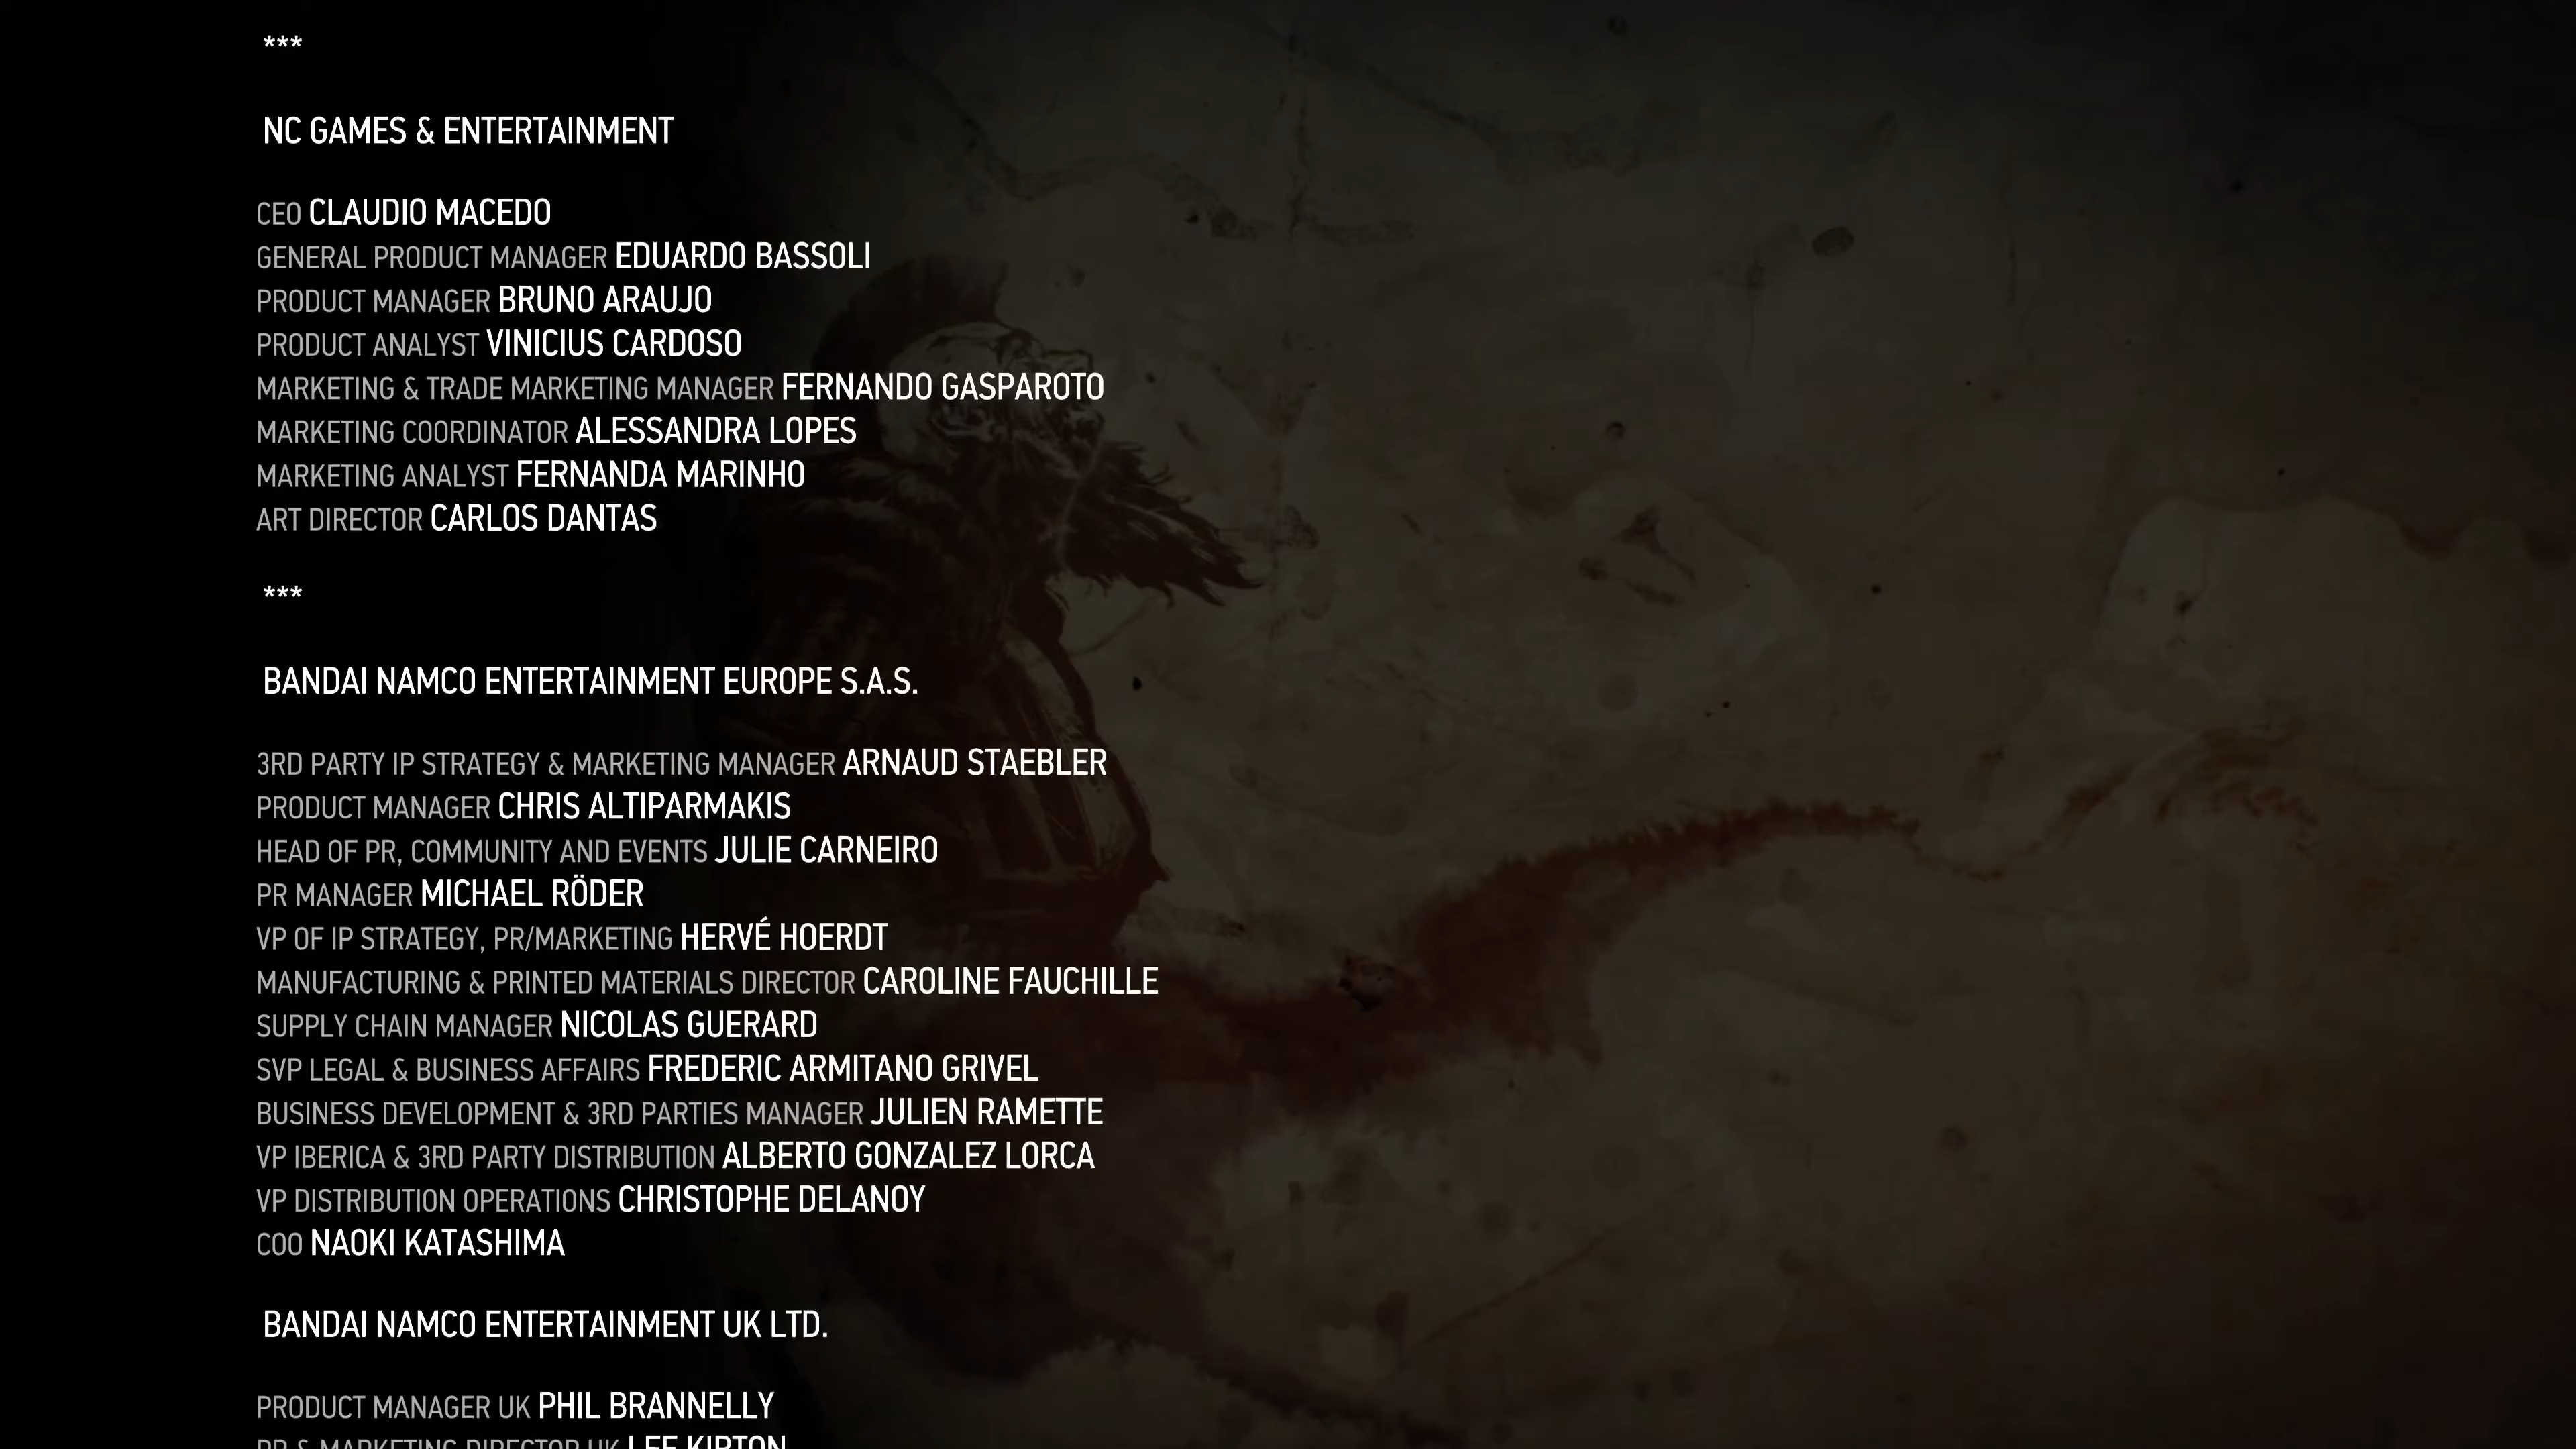 ***
NC GAMES & ENTERTAINMENT
CEO CLAUDIO MACEDO
GENERAL PRODUCT MANAGER EDUARDO BASSOLI
PRODUCT MANAGER BRUNO ARAUJO
PRODUCT ANALYST VINICIUS CARDOSO
MARKETING & TRADE MARKETING MANAGER FERNANDO GASPAROTO
MARKETING COORDINATOR ALESSANDRA LOPES
MARKETING ANALYST FERNANDA MARINHO
ART DIRECTOR CARLOS DANTAS
***
BANDAI NAMCO ENTERTAINMENT EUROPE S.A.S.
3RD PARTY IP STRATEGY & MARKETING MANAGER ARNAUD STAEBLER
PRODUCT MANAGER CHRIS ALTIPARMAKIS
HEAD OF PR, COMMUNITY AND EVENTS JULIE CARNEIRO
PR MANAGER MICHAEL RÖDER
VP OF IP STRATEGY, PR/MARKETING HERVÉ HOERDT
MANUFACTURING & PRINTED MATERIALS DIRECTOR CAROLINE FAUCHILLE
SUPPLY CHAIN MANAGER NICOLAS GUERARD
SVP LEGAL & BUSINESS AFFAIRS FREDERIC ARMITANO GRIVEL
BUSINESS DEVELOPMENT & 3RD PARTIES MANAGER JULIEN RAMETTE
VP IBERICA & 3RD PARTY DISTRIBUTION ALBERTO GONZALEZ LORCA
VP DISTRIBUTION OPERATIONS CHRISTOPHE DELANOY
COO NAOKI KATASHIMA
BANDAI NAMCO ENTERTAINMENT UK LTD.
PRODUCT MANAGER UK PHIL BRANNELLY
PR & MARKETING DIRECTOR UK LEE KIRTON